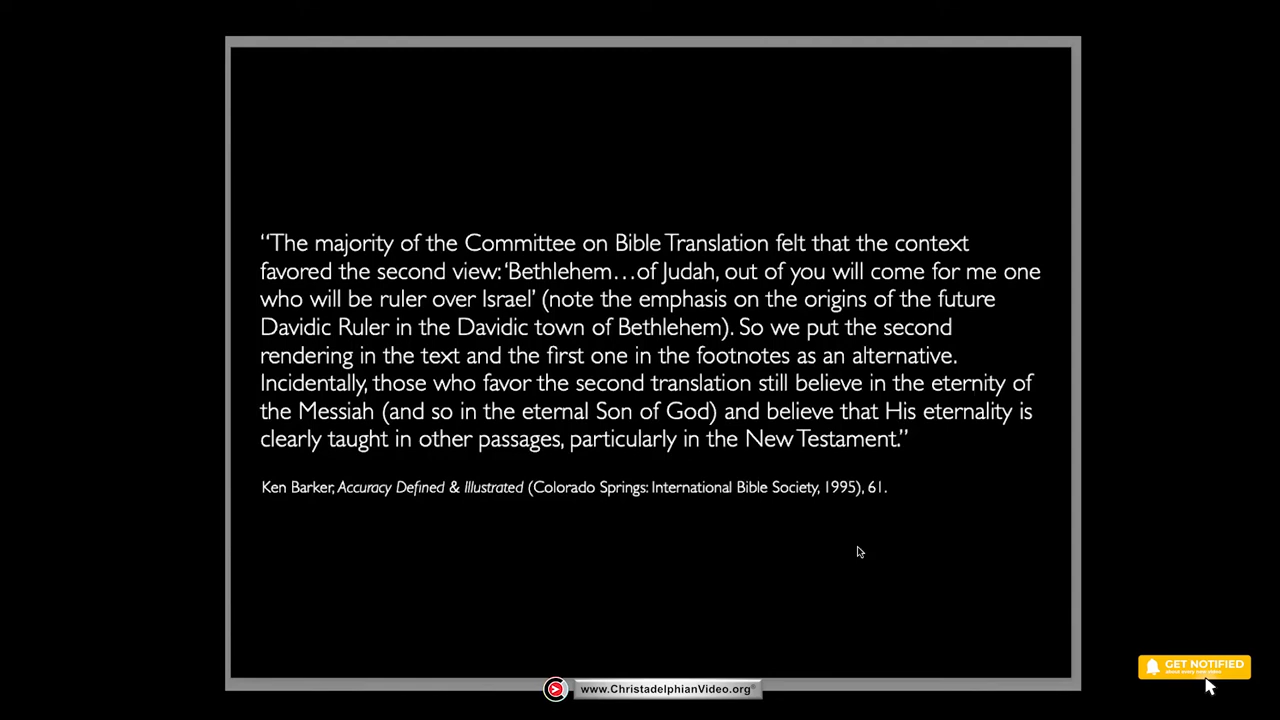 “The majority of the Committee on Bible Translation felt that the context
favored the second view: ‘Bethlehem…of Judah, out of you will come for me one
who will be ruler over Israel’ (note the emphasis on the origins of the future
Davidic Ruler in the Davidic town of Bethlehem). So we put the second
rendering in the text and the first one in the footnotes as an alternative.
Incidentally, those who favor the second translation still believe in the eternity of
the Messiah (and so in the eternal Son of God) and believe that His eternality is
clearly taught in other passages, particularly in the New Testament.”
Ken Barker, Accuracy Defined & Illustrated (Colorado Springs: International Bible Society, 1995), 61.
GET NOTIFIED
about every new video
www.ChristadelphianVideo.org